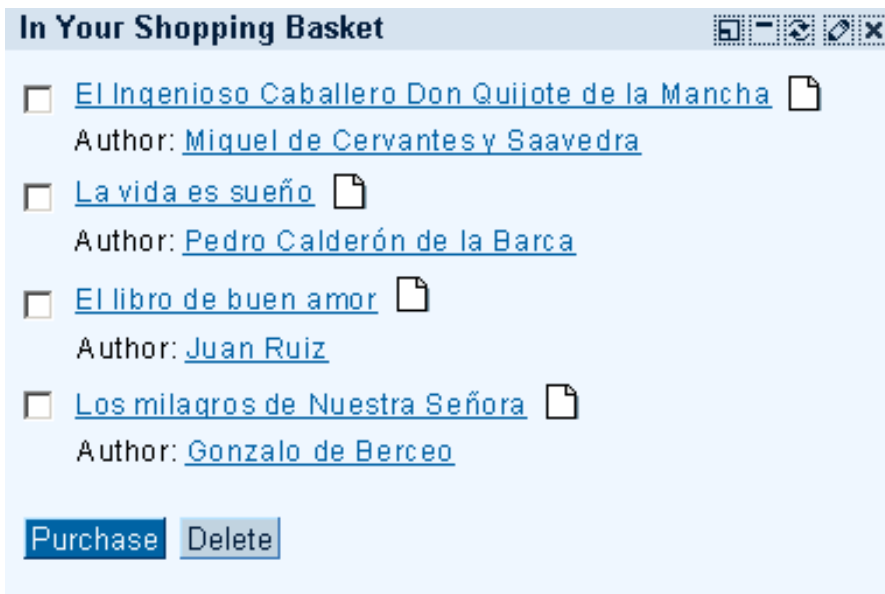 In Your Shopping Basket
El Ingenioso Caballero Don Quijote de la Mancha
Author: Miguel de Cervantes y Saavedra
La vida es sueño
Author: Pedro Calderón de la Barca
El libro de buen amor
Author: Juan Ruiz
Los milagros de Nuestra Señora
Author: Gonzalo de Berceo
Purchase Delete